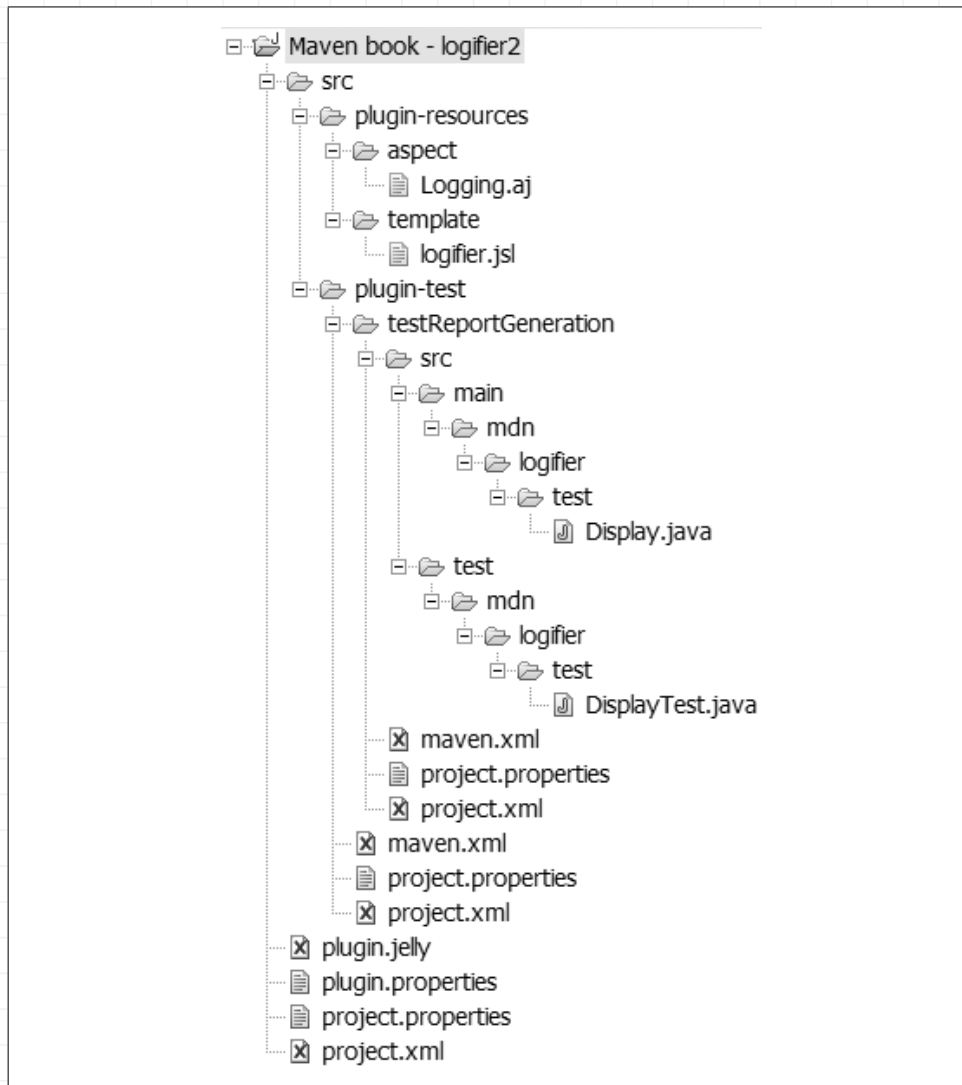 Maven book - logifier2
src
plugin-resources
aspect
Logging.aj
template
logifier.jsl
plugin-test
testReportGeneration
src
main
mdn
logifier
test
Display.java
test
mdn
logifier
test
DisplayTest.java
maven.xml
project.properties
project.xml
maven.xml
project.properties
project.xml
plugin.jelly
plugin.properties
project.properties
project.xml